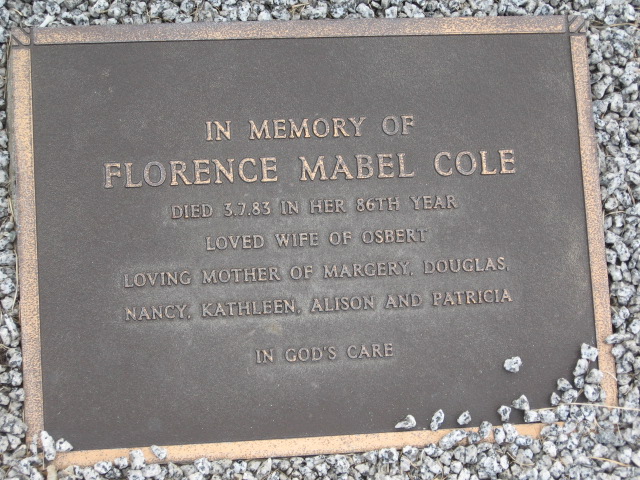 IN MEMORY OF
FLORENCE MABEL COLE
DIED 3.7.83 IN HER 86TH YEAR
LOVED WIFE OF OSBERT
LOVING MOTHER OF MARGERY, DOUGLAS,
NANCY, KATHLEEN, ALISON AND PATRICIA
IN GOD'S CARE